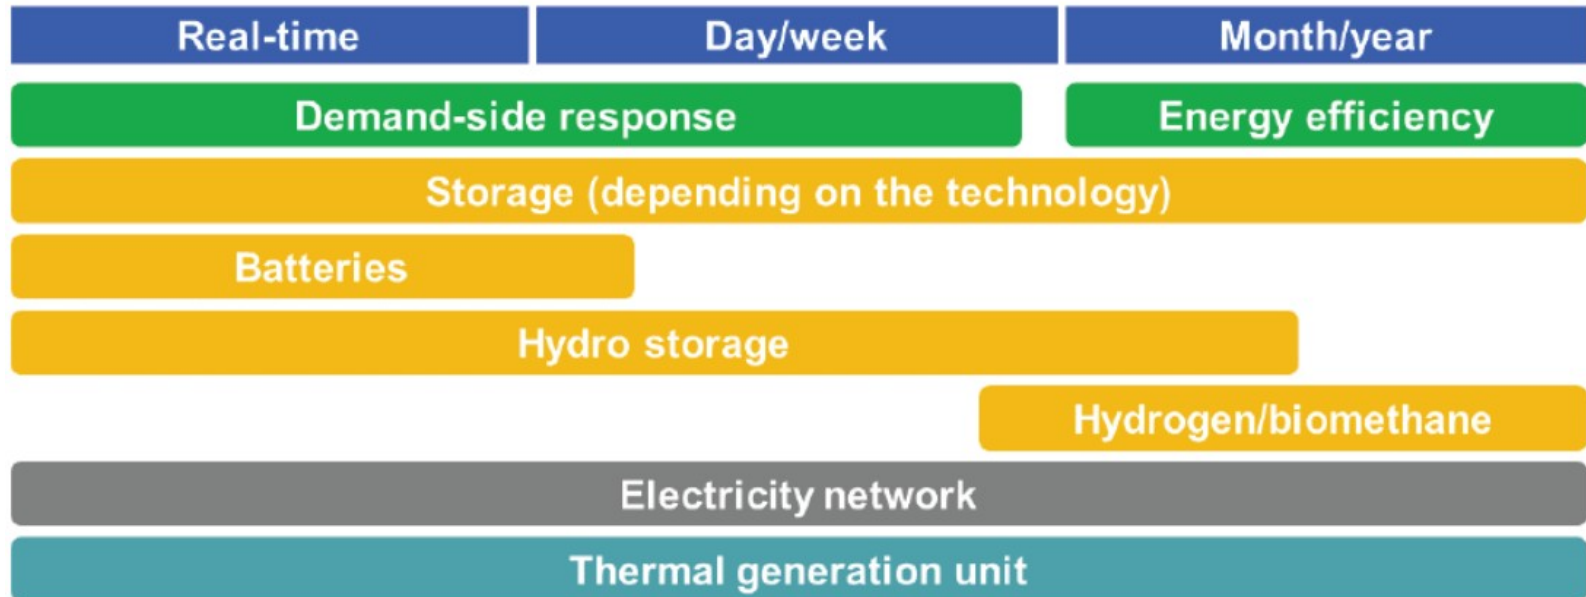 Real-time Day/week Month/year
Demand-side response Energy efficiency
Storage (depending on the technology)
Batteries
Hydro storage
Hydrogen/biomethane
Electricity network
Thermal generation unit